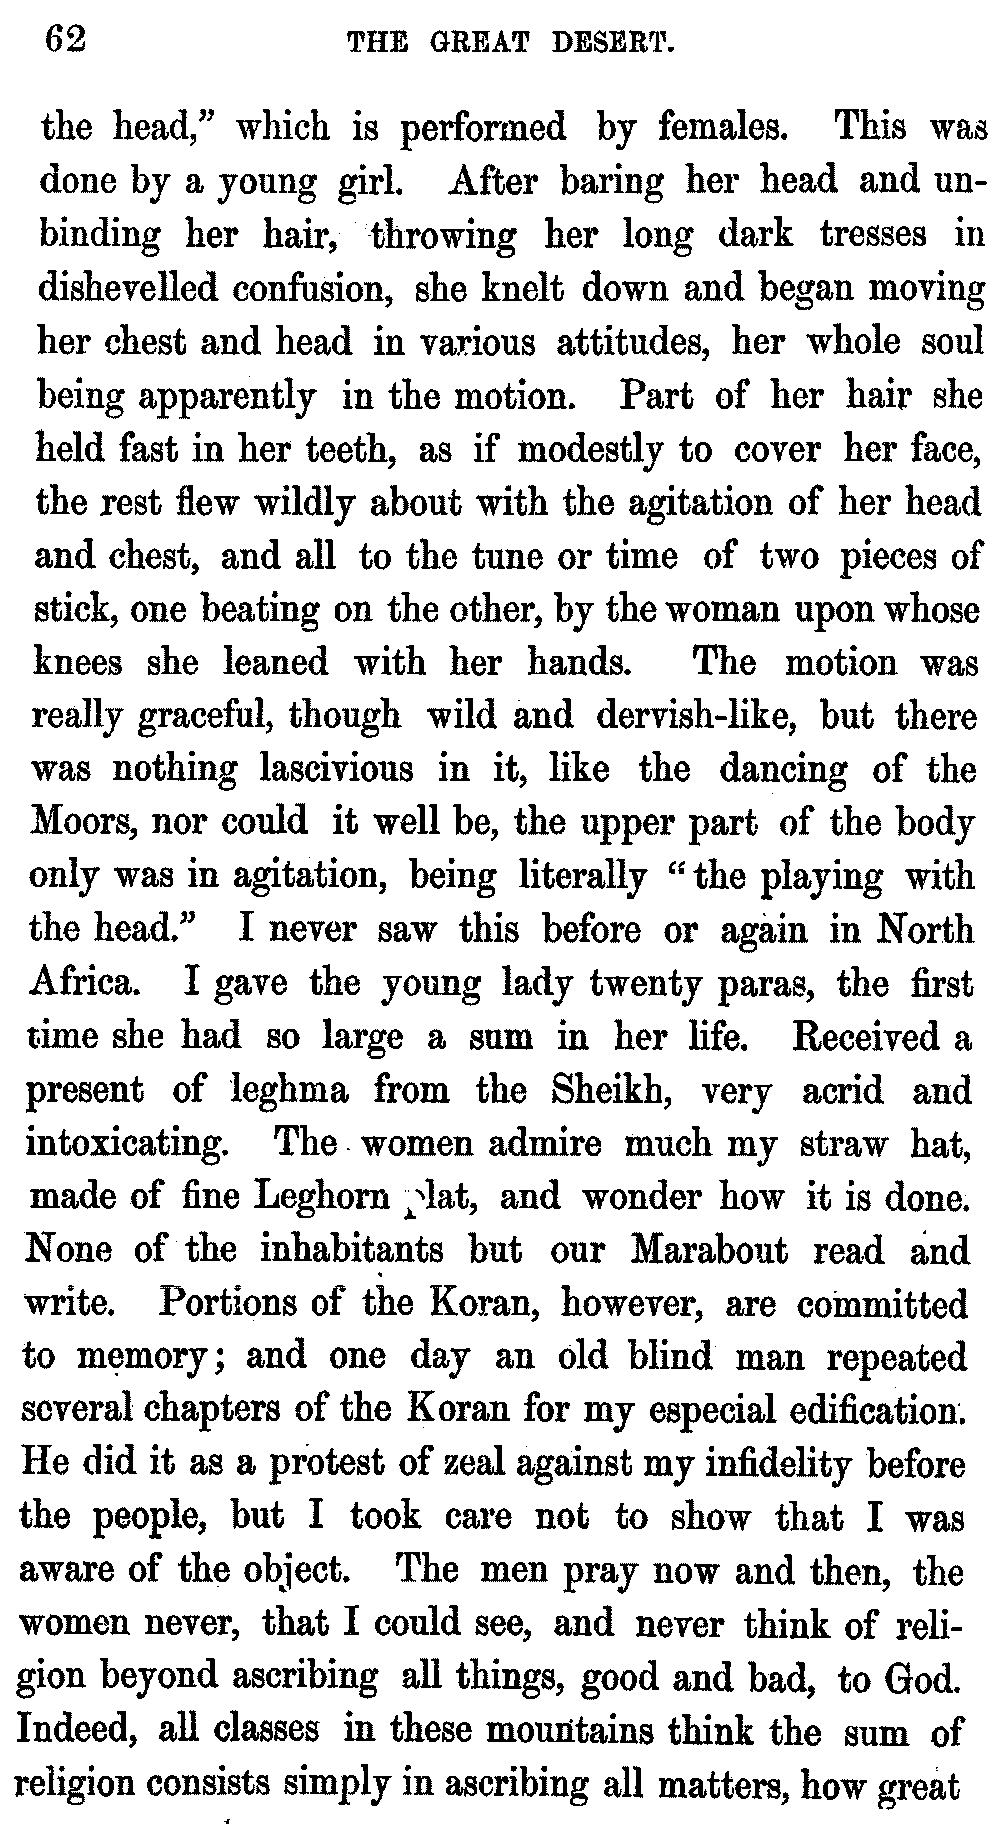 62 THE GREAT DESERT.
the head,” which is performed by females. This was
done by a young girl. After baring her head and un-
binding her hair, throwing her long dark tresses in
dishevelled confusion, she knelt down and began moving
her chest and head in various attitudes, her whole soul
being apparently in the motion. Part of her hair she
held fast in her teeth, as if modestly to cover her face,
the rest flew wildly about with the agitation of her head
and chest, and all to the tune or time of two pieces of
stick, one beating on the other, by the woman upon whose
knees she leaned with her hands. The motion was
really graceful, though wild and dervish-like, but there
was nothing lascivious in it, like the dancing of the
Moors, nor could it well be, the upper part of the body
only was in agitation, being literally “the playing with
the head.” I never saw this before or again in North
Africa. I gave the young lady twenty paras, the first
time she had so large a sum in her life. Received a
present of leghma from the Sheikh, very acrid and
intoxicating. The women admire much my straw hat,
made of fine Leghorn plat, and wonder how it is done.
None of the inhabitants but our Marabout read and
write. Portions of the Koran, however, are committed
to memory; and one day an old blind man repeated
several chapters of the Koran for my especial edification.
He did it as a protest of zeal against my infidelity before
the people, but I took care not to show that I was
aware of the object. The men pray now and then, the
women never, that I could see, and never think of reli-
gion beyond ascribing all things, good and bad, to God.
Indeed, all classes in these mountains think the sum of
religion consists simply in ascribing all matters, how great